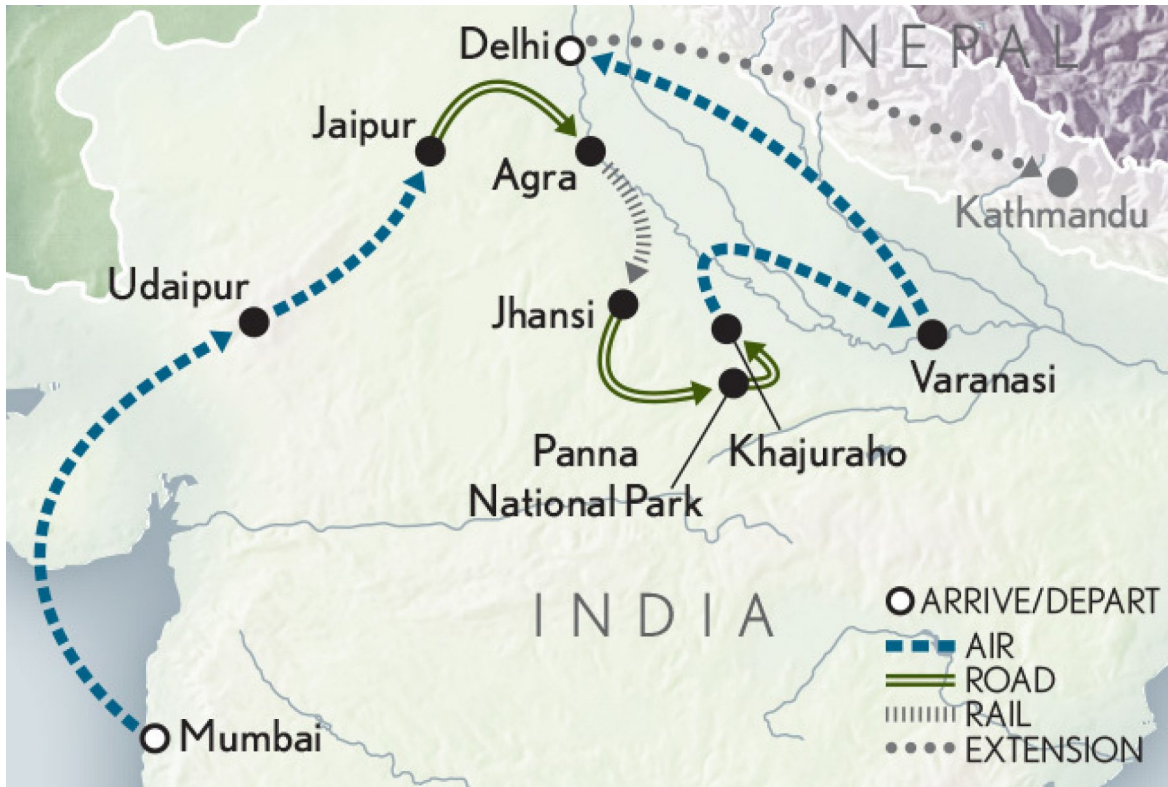 Delhi
NEPAL
Jaipur
Agra
Kathmandu
Udaipur
Jhansi
Varanasi
Panna
National Park
Khajuraho
INDIA
Mumbai
ARRIVE/DEPART
AIR
ROAD
RAIL
EXTENSION